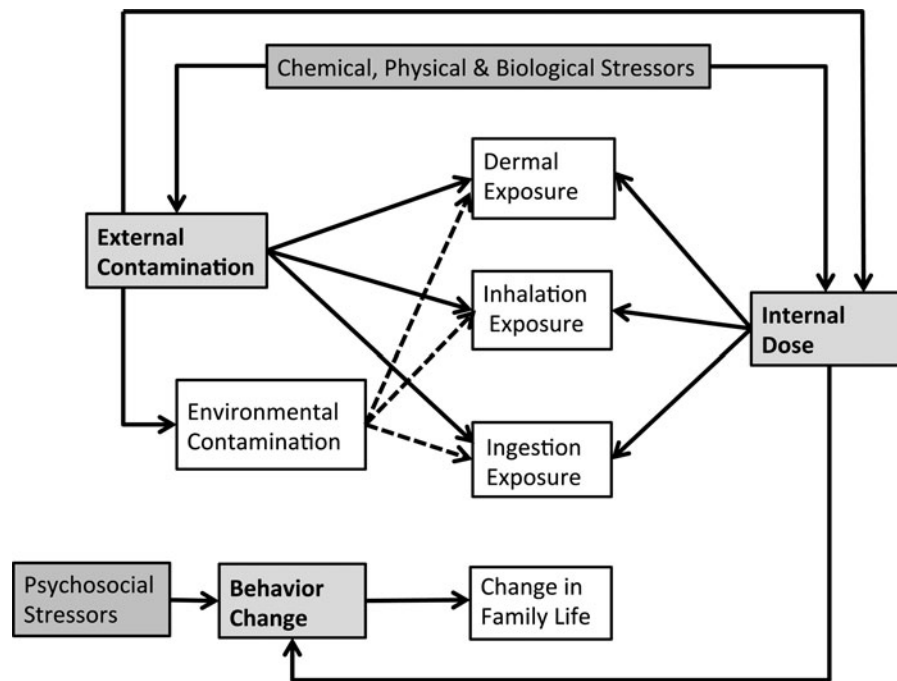 Chemical, Physical & Biological Stressors
Dermal
Exposure
External
Contamination
Inhalation
Exposure
Internal
Dose
Environmental
Contamination
Ingestion
Exposure
Psychosocial
Stressors
Behavior
Change
Change in
Family Life